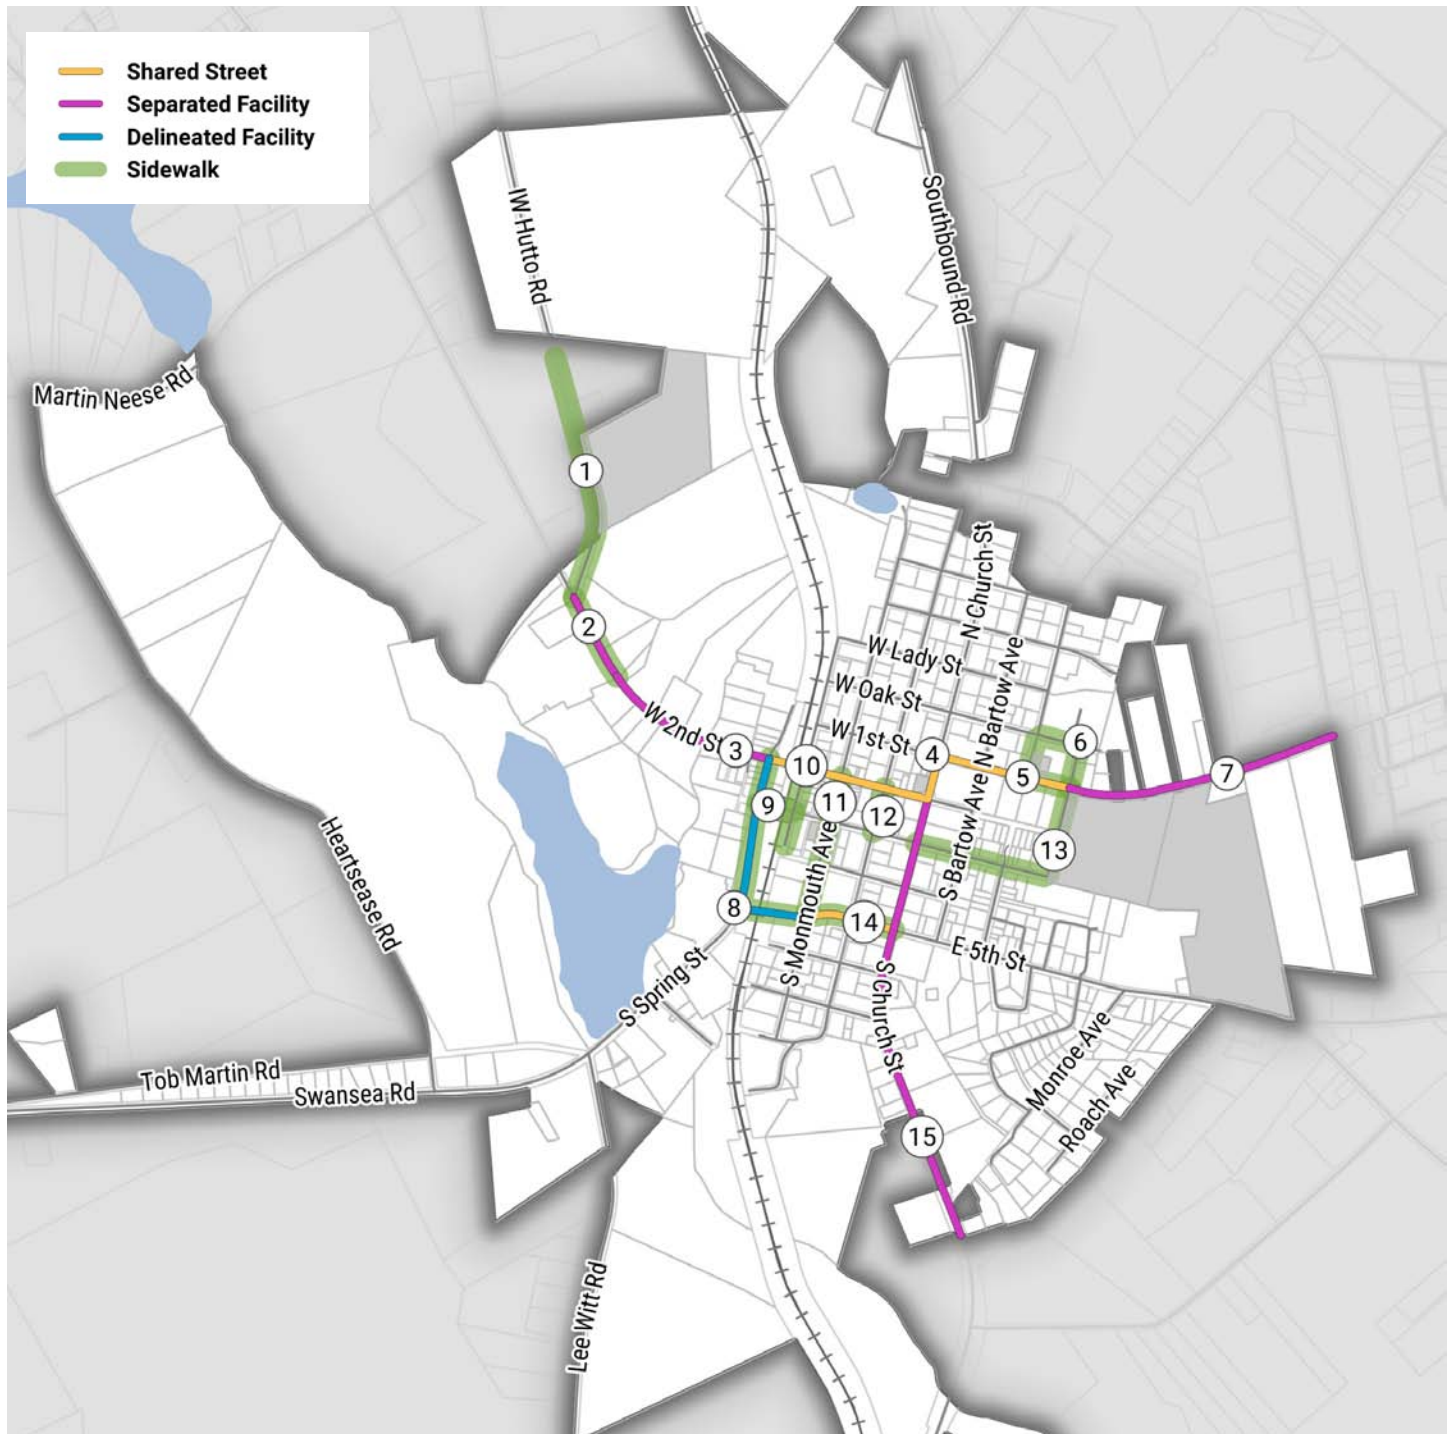 Shared Street
Separated Facility
Delineated Facility
Sidewalk
IW Hutto Rd
Southbound Rd
Martin Neese Rd
1
N Church St
2
W Lady St
N Bartow Ave
W Oak St
W 2nd St
W 1st St
3
4
5
6
7
10
9
11
12
S Bartow Ave
13
S Monmouth Ave
8
14
Heartsease Rd
E 5th St
S Spring St
S Church St
Monroe Ave
Roach Ave
Tob Martin Rd
Swansea Rd
15
Lee Witt Rd